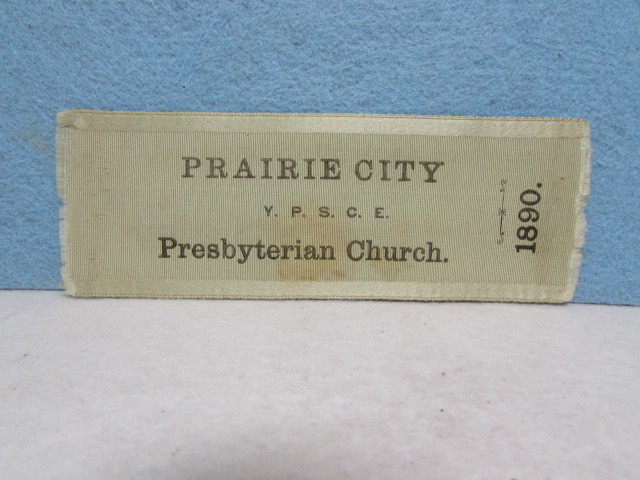 PRAIRIE CITY
Y. P. S. C. E.
Presbyterian Church.
1890.